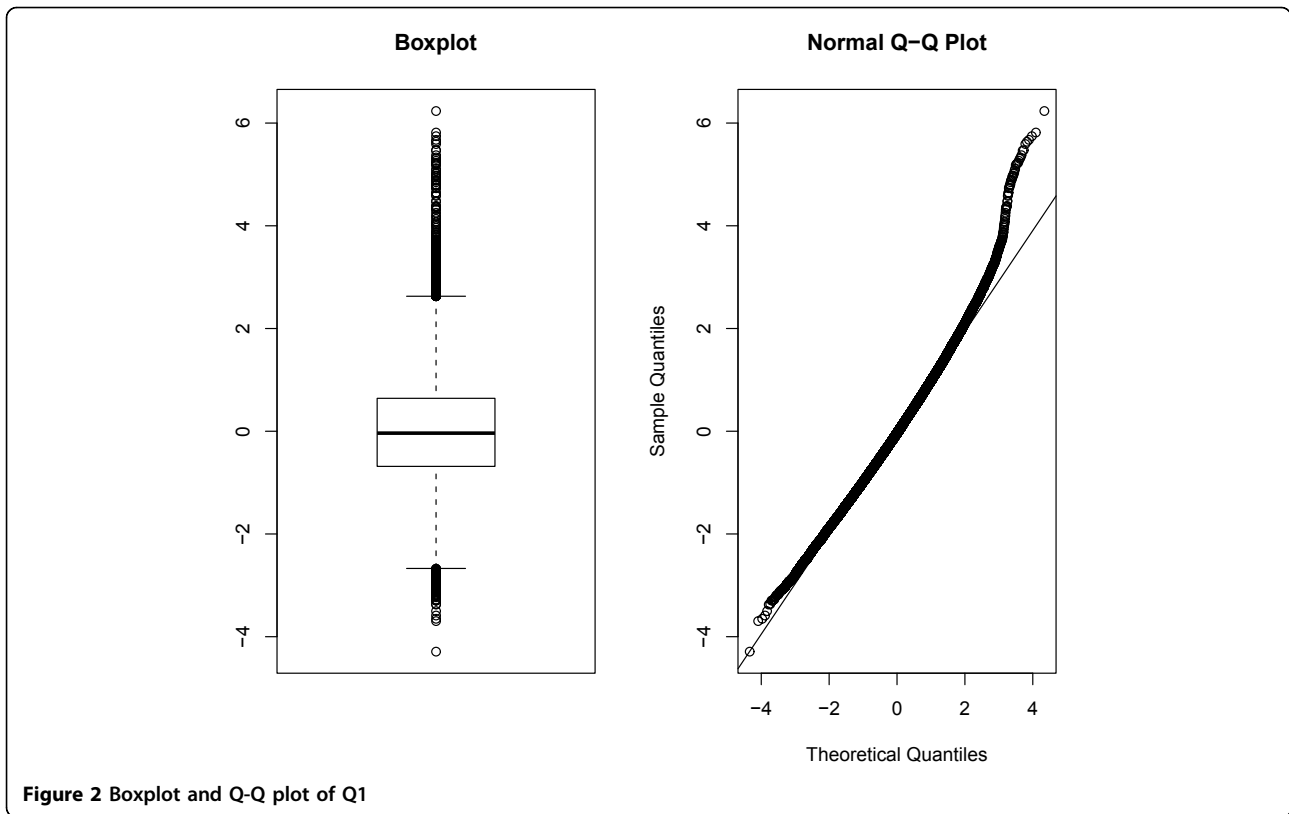 Boxplot
6
4
2
0
−2
−4
Normal Q−Q Plot
Sample Quantiles
6
4
2
0
−2
−4
−4 −2 0 2 4
Theoretical Quantiles
Figure 2 Boxplot and Q-Q plot of Q1